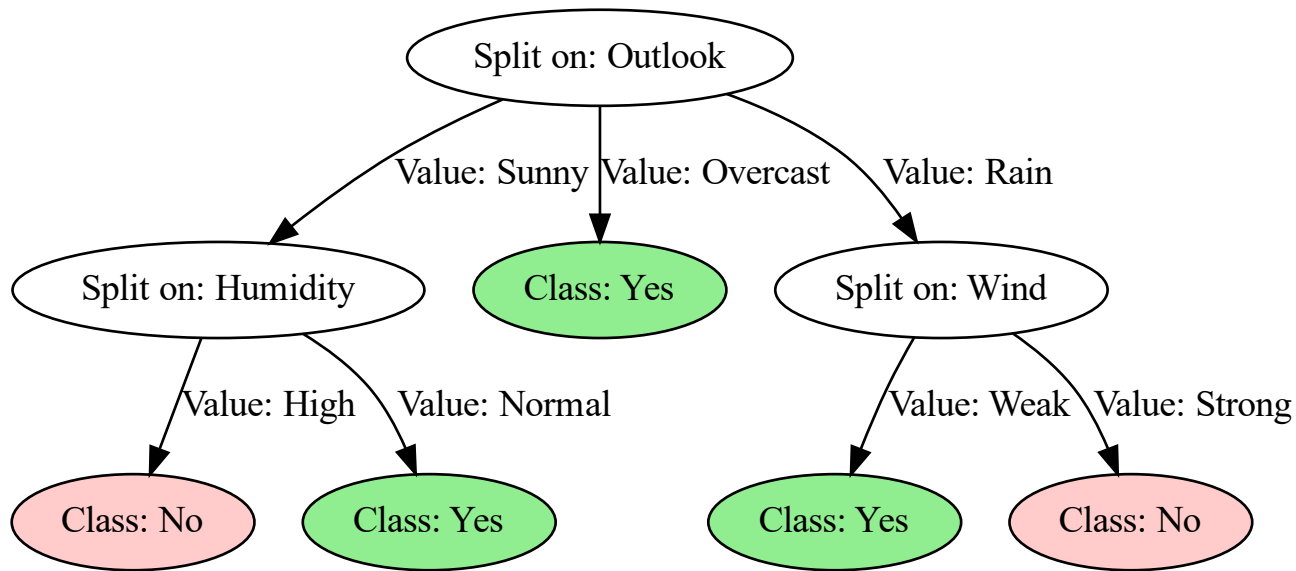 Split on: Outlook
Value: Sunny
Value: Overcast
Value: Rain
Split on: Humidity
Class: Yes
Split on: Wind
Value: High
Value: Normal
Value: Weak
Value: Strong
Class: No
Class: Yes
Class: Yes
Class: No